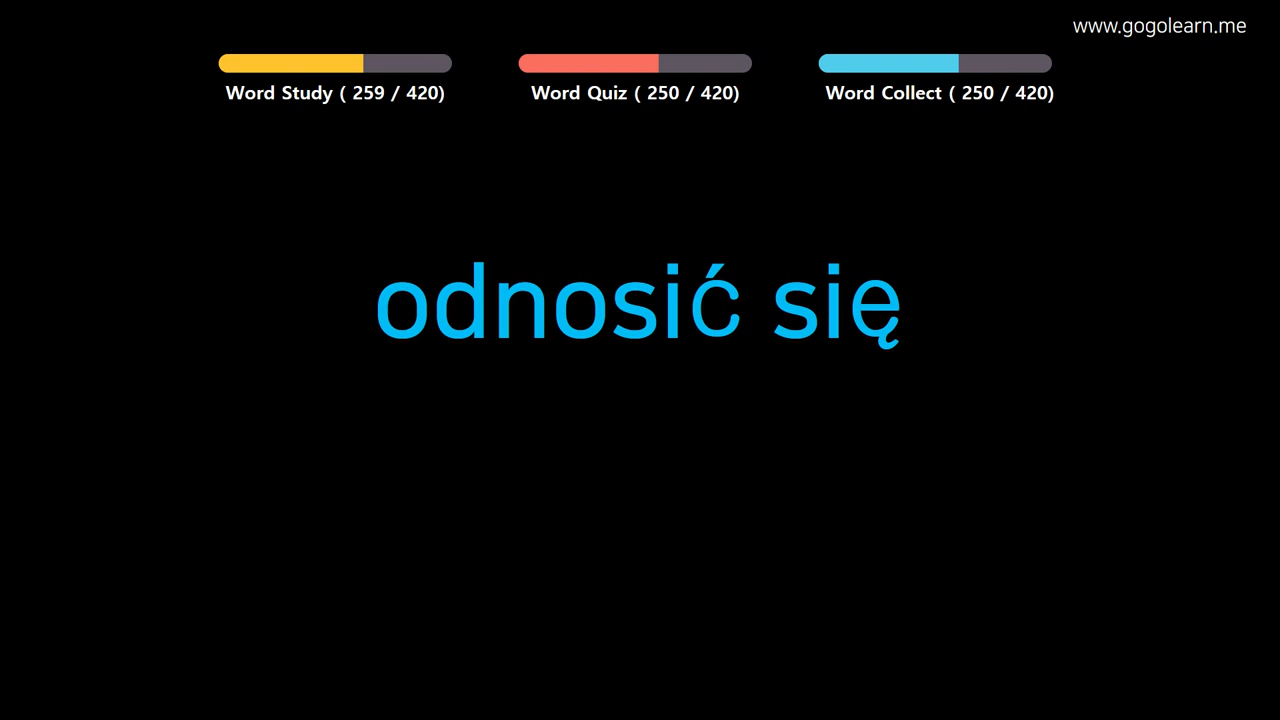 www.gogolearn.me
Word Study ( 259 / 420)
Word Quiz ( 250 / 420)
Word Collect ( 250 / 420)
odnosić się